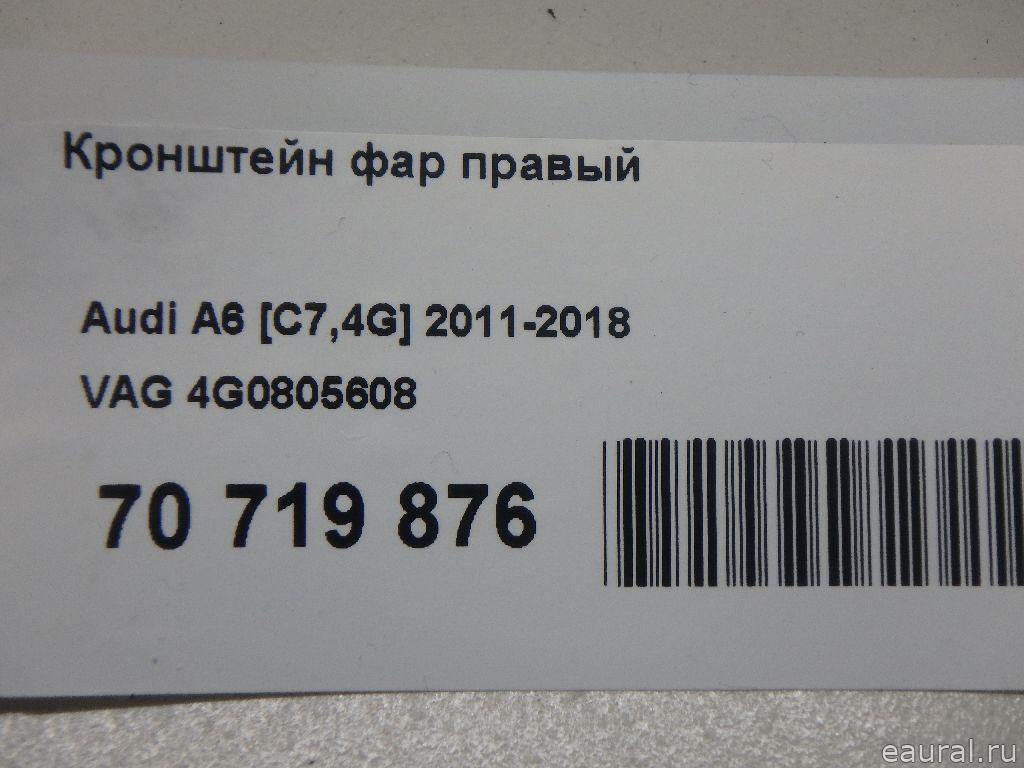 Кронштейн фар правый
Audi A6 [C7,4G] 2011-2018
VAG 4G0805608
70 719 876
eaural.ru